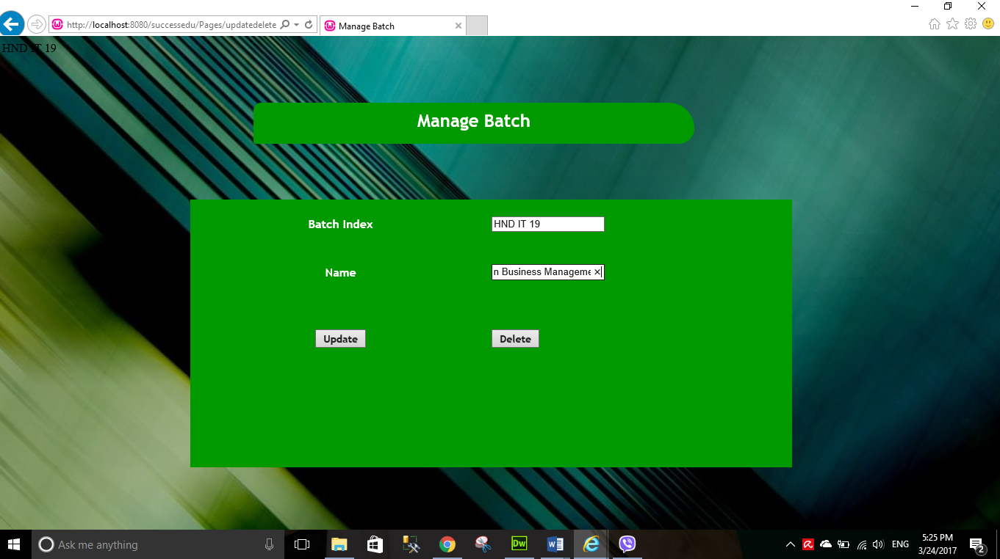 http://localhost:8080/successedu/Pages/updatedelete
Manage Batch
HND IT 19
Manage Batch
Batch Index
HND IT 19
Name
n Business Manageme
Update
Delete
Ask me anything
Dw
ENG
5:25 PM
3/24/2017
2